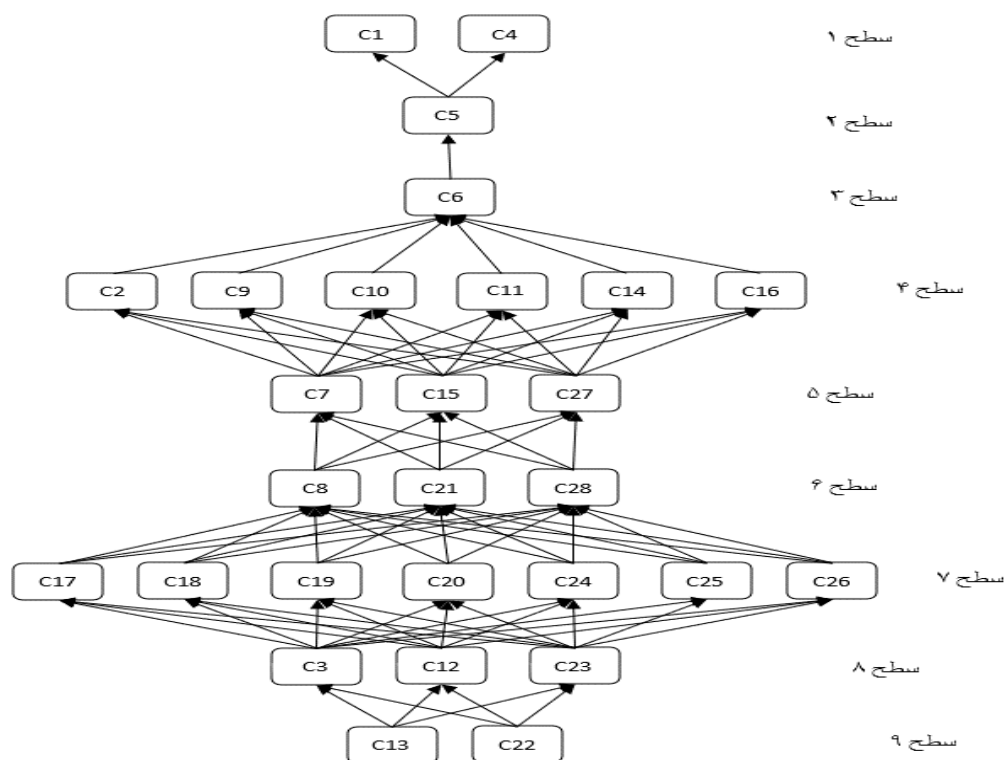 C1 C4 سطح ۱
C5 سطح ۲
C6 سطح ۳
C2 C9 C10 C11 C14 C16 سطح ۴
C7 C15 C27 سطح ۵
C8 C21 C28 سطح ۶
C17 C18 C19 C20 C24 C25 C26 سطح ۷
C3 C12 C23 سطح ۸
C13 C22 سطح ۹